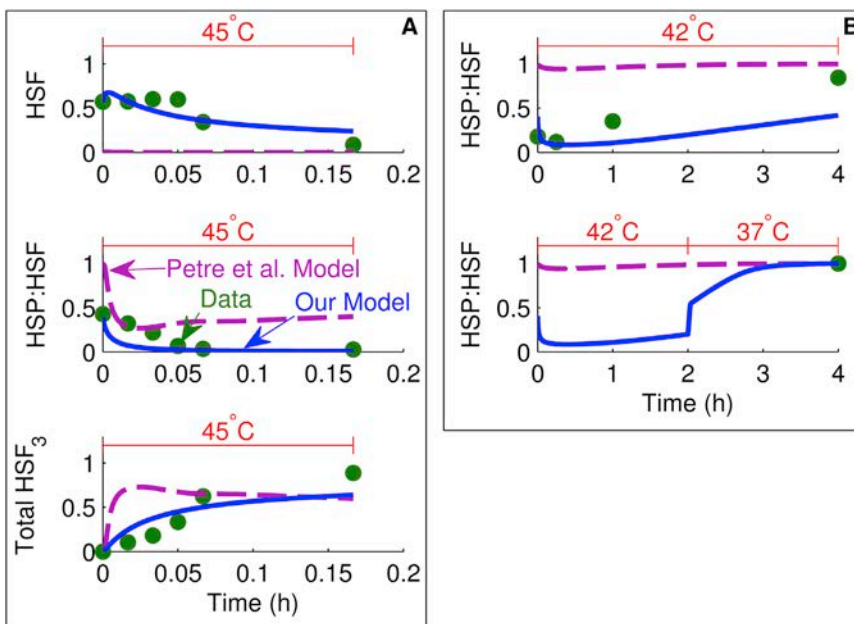 A
45°C
1
0.5
0
HSF
0 0.05 0.1 0.15 0.2
45°C
1
0.5
0
HSP:HSF
Petre et al. Model
Data
Our Model
0 0.05 0.1 0.15 0.2
45°C
1
0.5
0
Total HSF₃
0 0.05 0.1 0.15 0.2
Time (h)
B
42°C
1
0.5
0
HSP:HSF
0 1 2 3 4
42°C 37°C
1
0.5
0
HSP:HSF
0 1 2 3 4
Time (h)